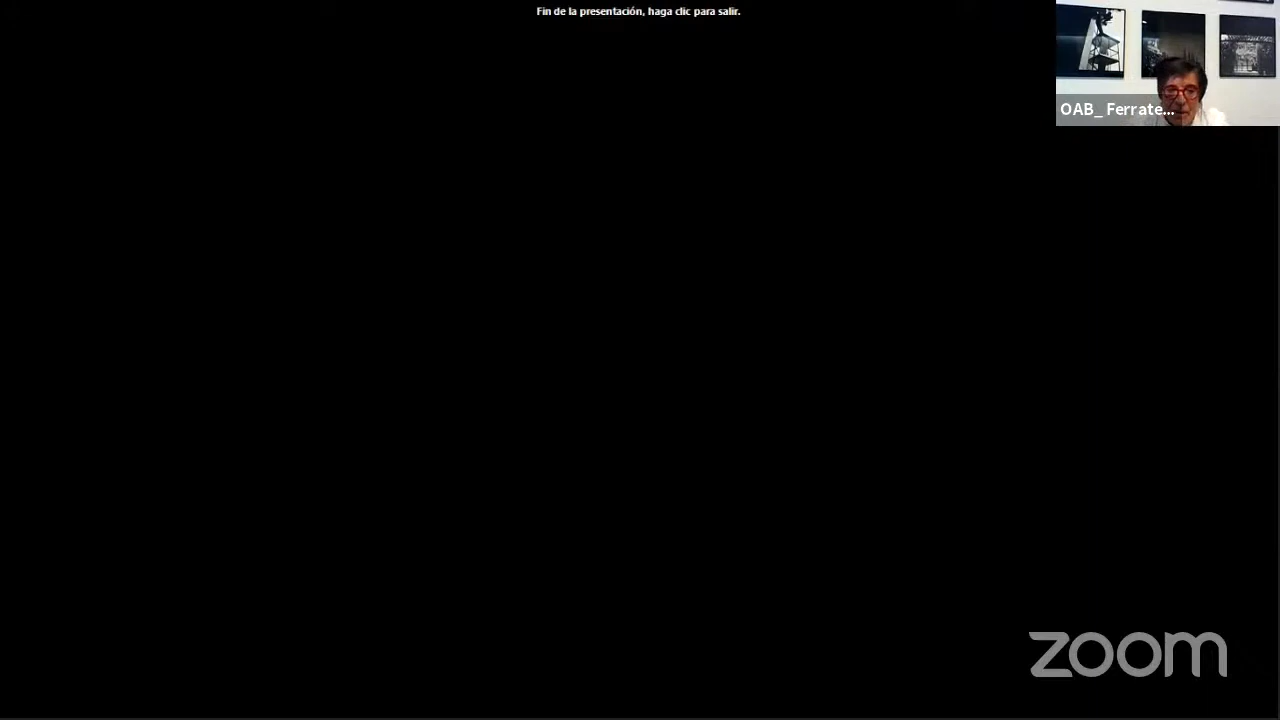 Fin de la presentación, haga clic para salir.
OAB_ Ferrate...
zoom